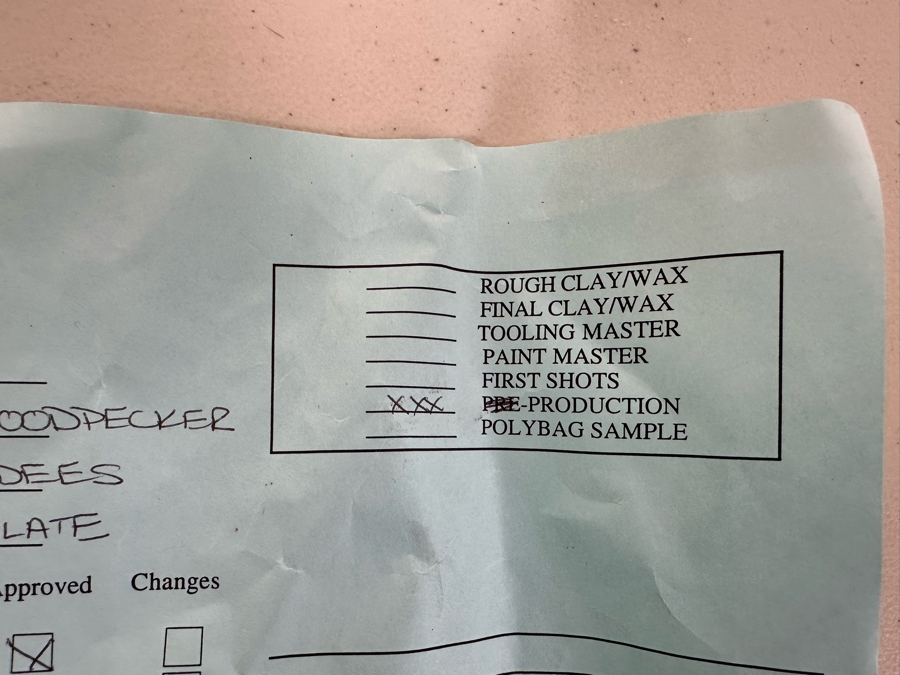 ROUGH CLAY/WAX
FINAL CLAY/WAX
TOOLING MASTER
PAINT MASTER
FIRST SHOTS
XXX PRE-PRODUCTION
POLYBAG SAMPLE
OODPECKER
DEES
LATE
Approved Changes